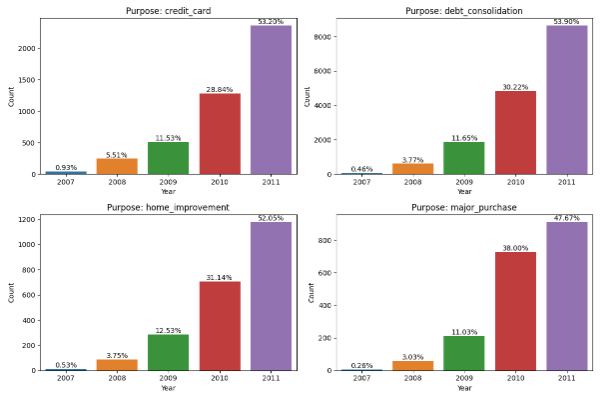 Purpose: credit_card
53.20%
28.84%
11.53%
5.51%
0.93%
2000
1500
1000
500
0
Count
2007 2008 2009 2010 2011
Year
Purpose: debt_consolidation
53.90%
30.22%
11.65%
3.77%
0.46%
8000
6000
4000
2000
0
Count
2007 2008 2009 2010 2011
Year
Purpose: home_improvement
52.05%
31.14%
12.53%
3.75%
0.53%
1200
1000
800
600
400
200
0
Count
2007 2008 2009 2010 2011
Year
Purpose: major_purchase
47.67%
38.00%
11.03%
3.03%
0.26%
800
600
400
200
0
Count
2007 2008 2009 2010 2011
Year